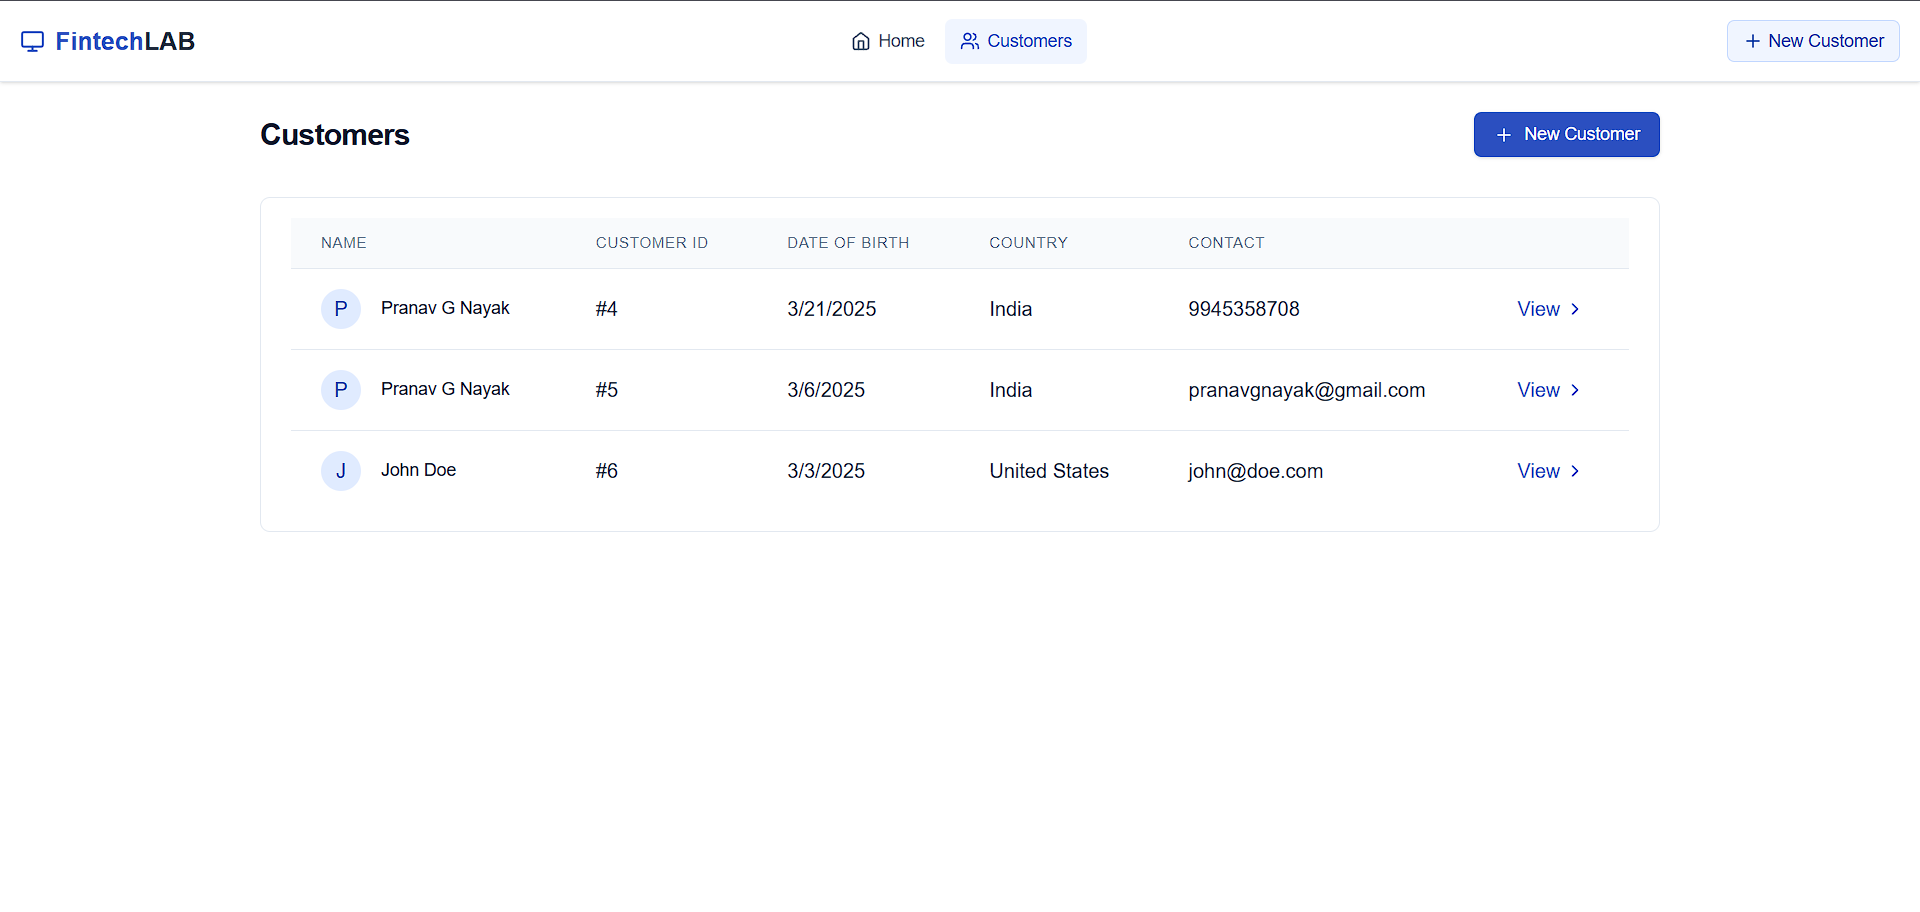 FintechLAB Home Customers + New Customer
Customers + New Customer
NAME CUSTOMER ID DATE OF BIRTH COUNTRY CONTACT
P Pranav G Nayak #4 3/21/2025 India 9945358708 View
P Pranav G Nayak #5 3/6/2025 India pranavgnayak@gmail.com View
J John Doe #6 3/3/2025 United States john@doe.com View